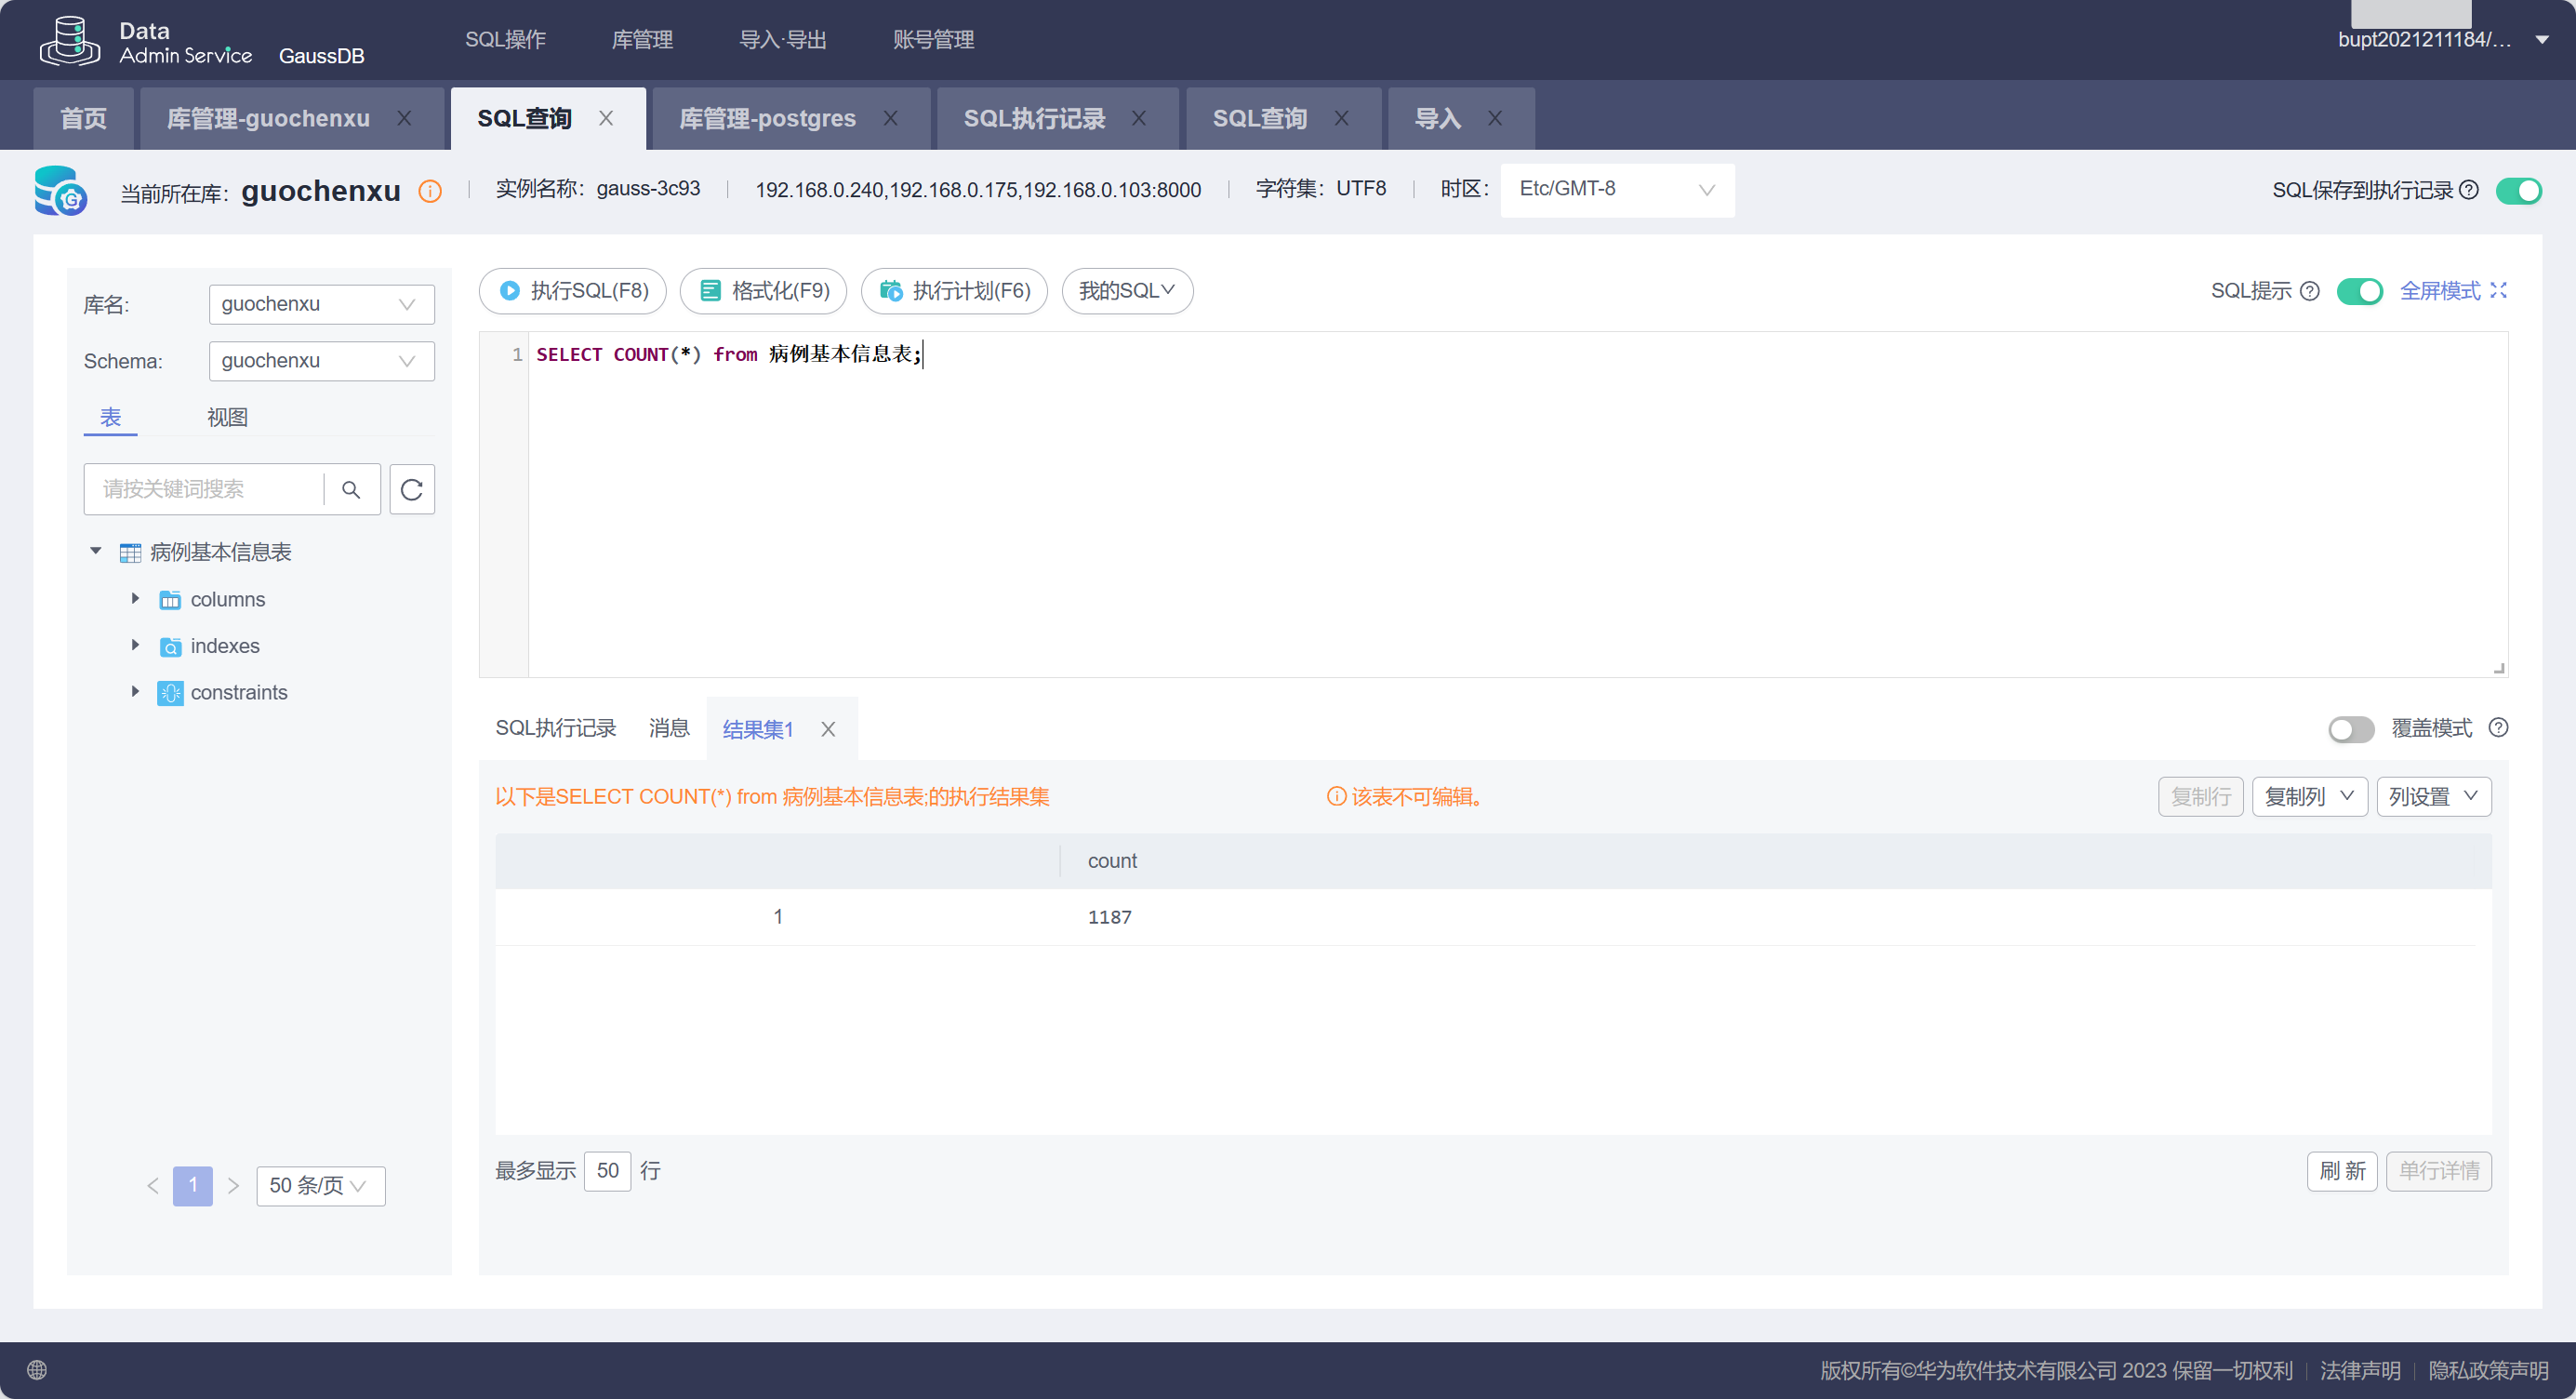 Data
Admin Service GaussDB SQL操作 库管理 导入·导出 账号管理 bupt2021211184/...
首页 库管理-guochenxu SQL查询 库管理-postgres SQL执行记录 SQL查询 导入
当前所在库: guochenxu 实例名称: gauss-3c93 192.168.0.240,192.168.0.175,192.168.0.103:8000 字符集: UTF8 时区: Etc/GMT-8 SQL保存到执行记录
库名: guochenxu
Schema: guochenxu
表 视图
请按关键词搜索
病例基本信息表
columns
indexes
constraints
1 50 条/页
执行SQL(F8) 格式化(F9) 执行计划(F6) 我的SQL SQL提示 全屏模式
1 SELECT COUNT(*) from 病例基本信息表;
SQL执行记录 消息 结果集1 覆盖模式
以下是SELECT COUNT(*) from 病例基本信息表;的执行结果集 该表不可编辑。 复制行 复制列 列设置
count
1 1187
最多显示 50 行 刷 新 单行详情
版权所有©华为软件技术有限公司 2023 保留一切权利 法律声明 隐私政策声明